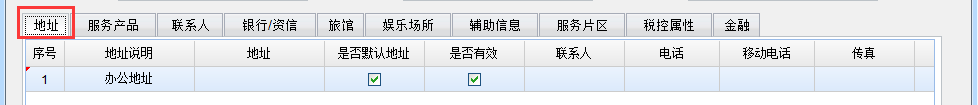 地址 服务产品 联系人 银行/资信 旅馆 娱乐场所 辅助信息 服务片区 税控属性 金融
序号 地址说明 地址 是否默认地址 是否有效 联系人 电话 移动电话 传真
1 办公地址